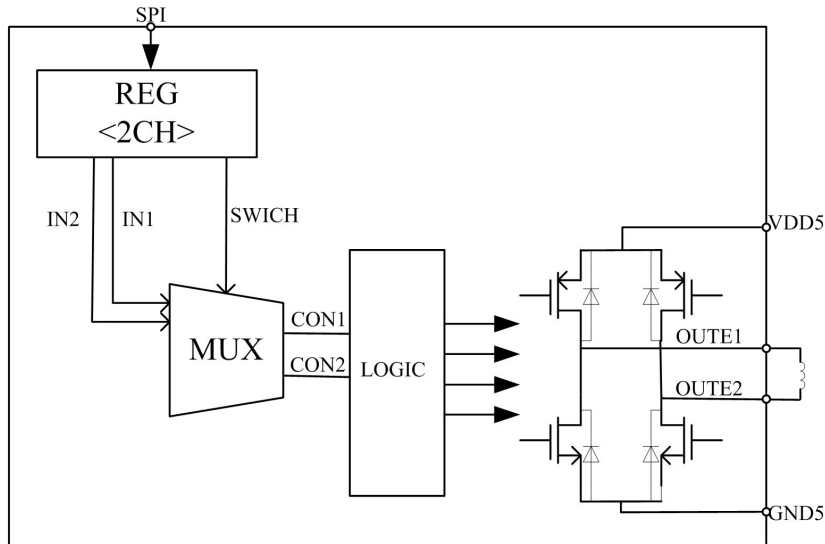 SPI
REG
<2CH>
IN2
IN1
SWICH
VDD5
CON1
MUX
CON2
LOGIC
OUTE1
OUTE2
GND5